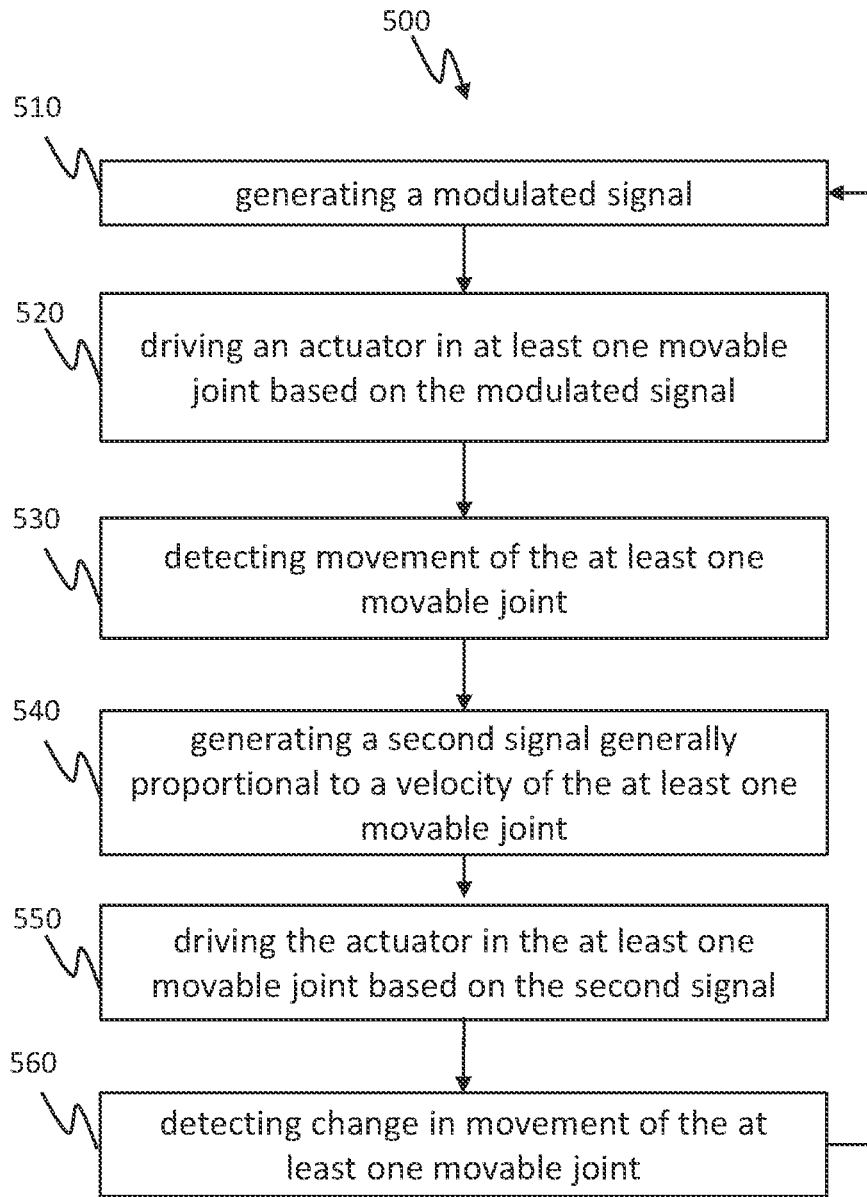 500
510
generating a modulated signal
520
driving an actuator in at least one movable
joint based on the modulated signal
530
detecting movement of the at least one
movable joint
540
generating a second signal generally
proportional to a velocity of the at least one
movable joint
550
driving the actuator in the at least one
movable joint based on the second signal
560
detecting change in movement of the at
least one movable joint